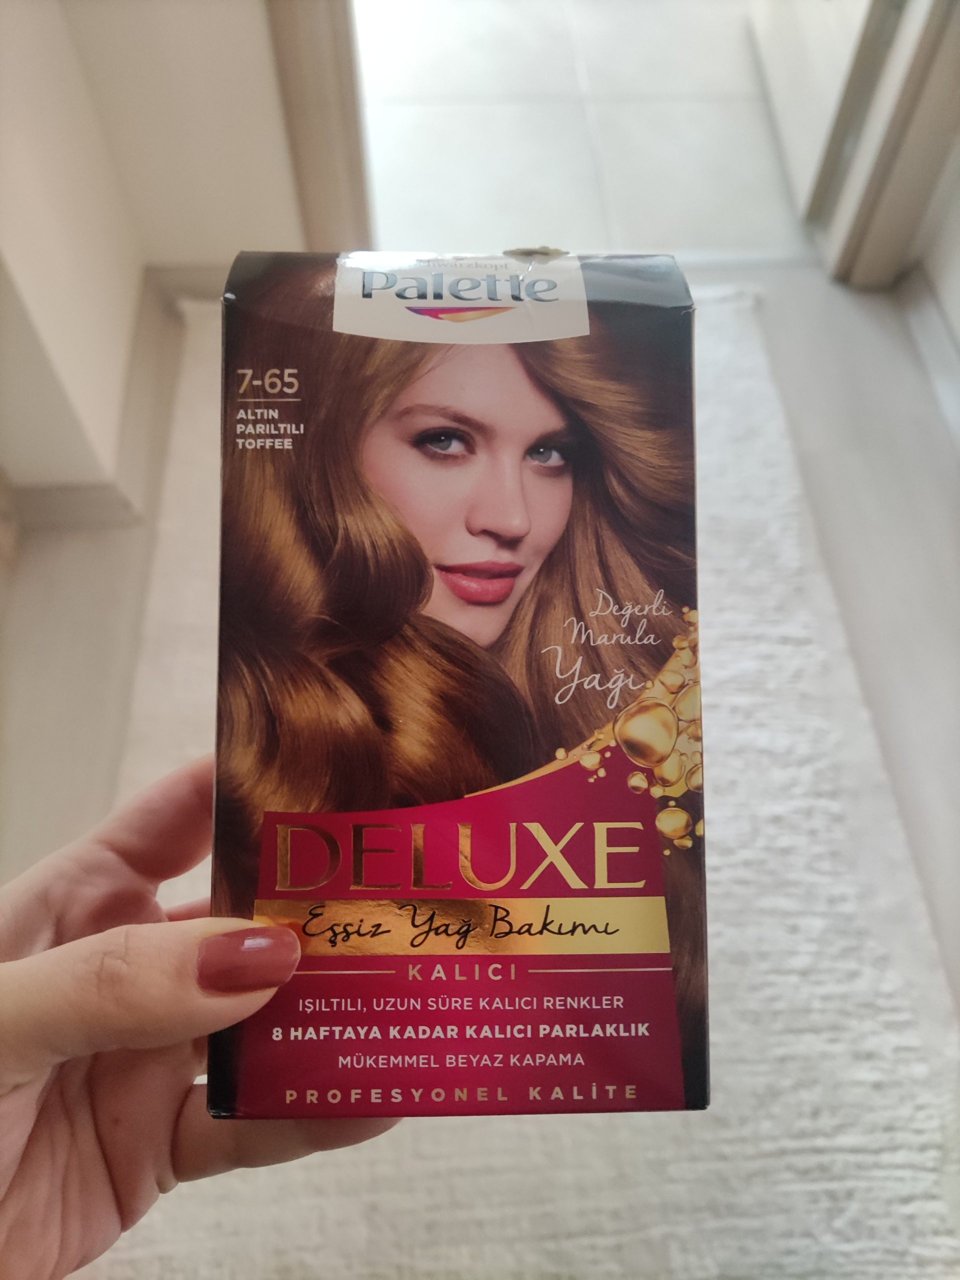 Schwarzkopf
Palette
7-65
ALTIN
PARILTILI
TOFFEE
Değerli
Marula
Yağı
DELUXE
Eşsiz Yağ Bakımı
KALICI
IŞILTILI, UZUN SÜRE KALICI RENKLER
8 HAFTAYA KADAR KALICI PARLAKLIK
MÜKEMMEL BEYAZ KAPAMA
PROFESYONEL KALİTE